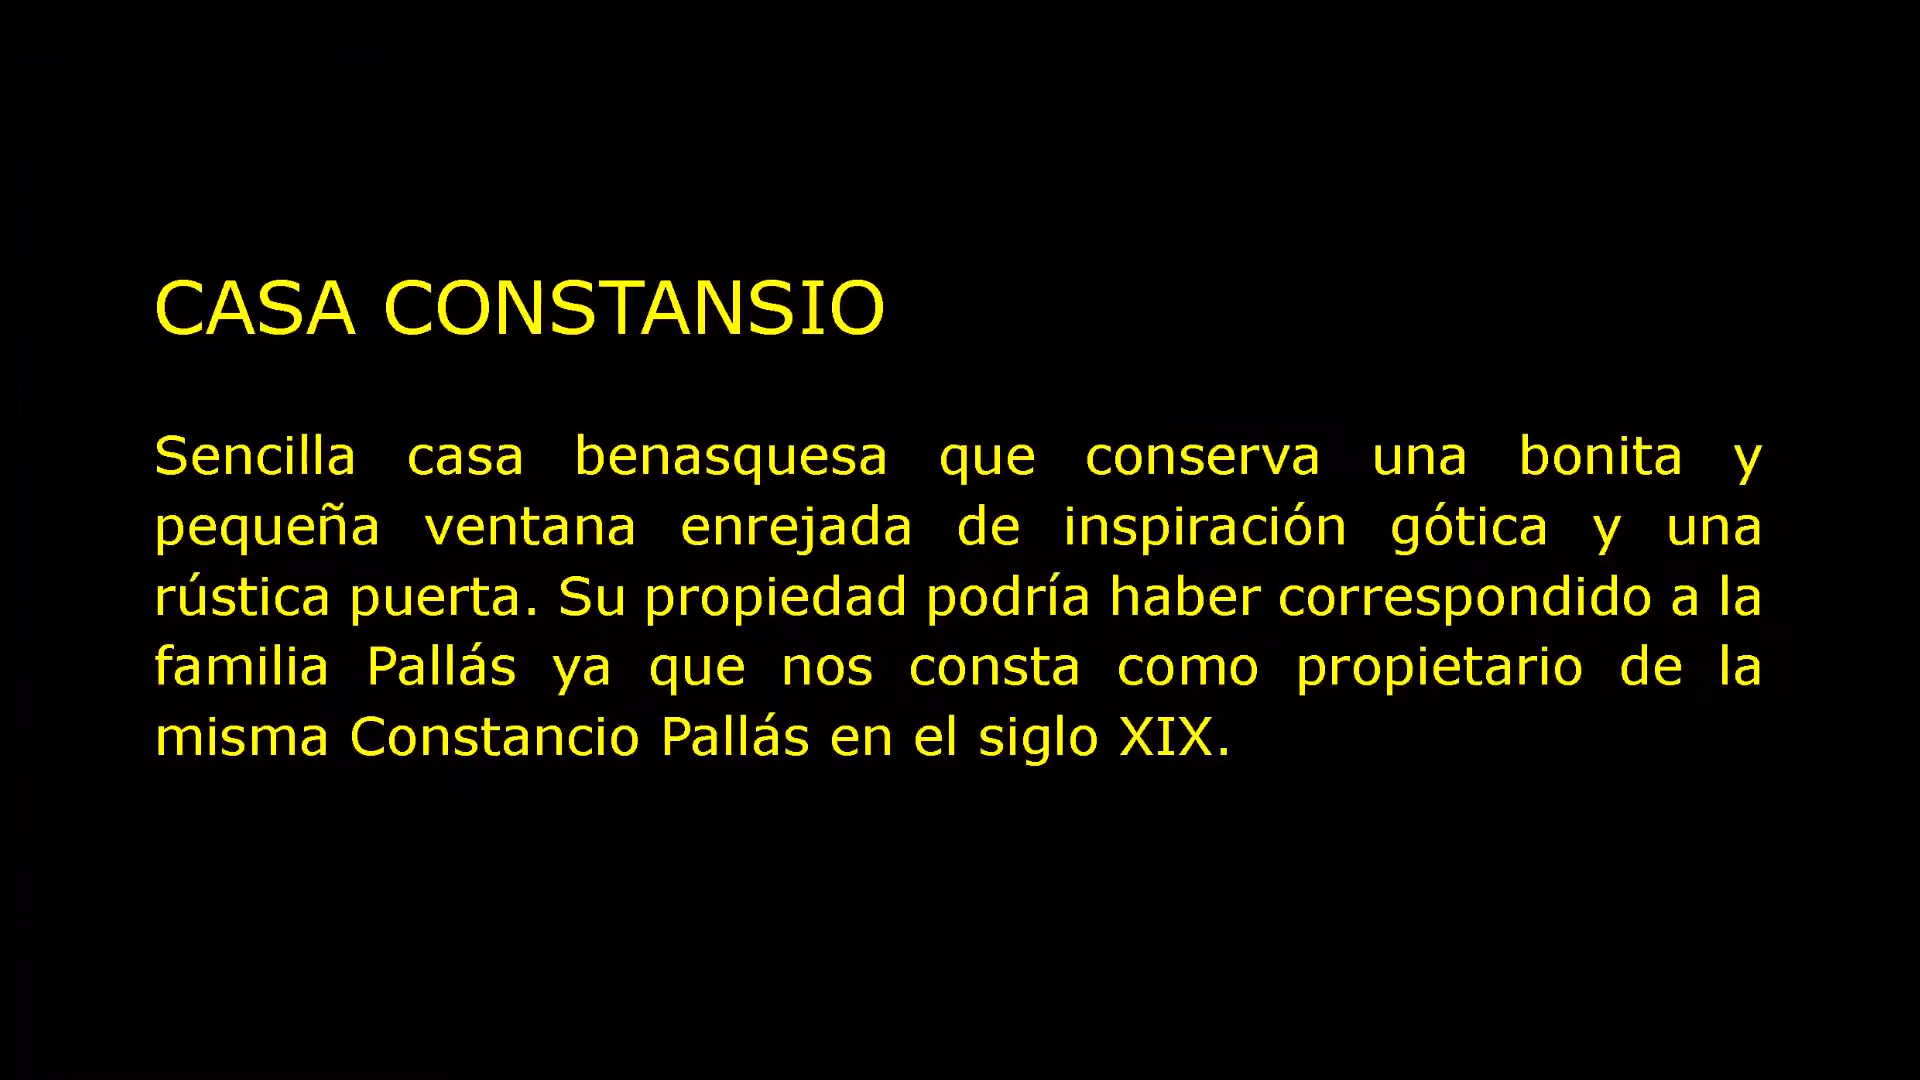 CASA CONSTANSIO
Sencilla casa benasquesa que conserva una bonita y
pequeña ventana enrejada de inspiración gótica y una
rústica puerta. Su propiedad podría haber correspondido a la
familia Pallás ya que nos consta como propietario de la
misma Constancio Pallás en el siglo XIX.